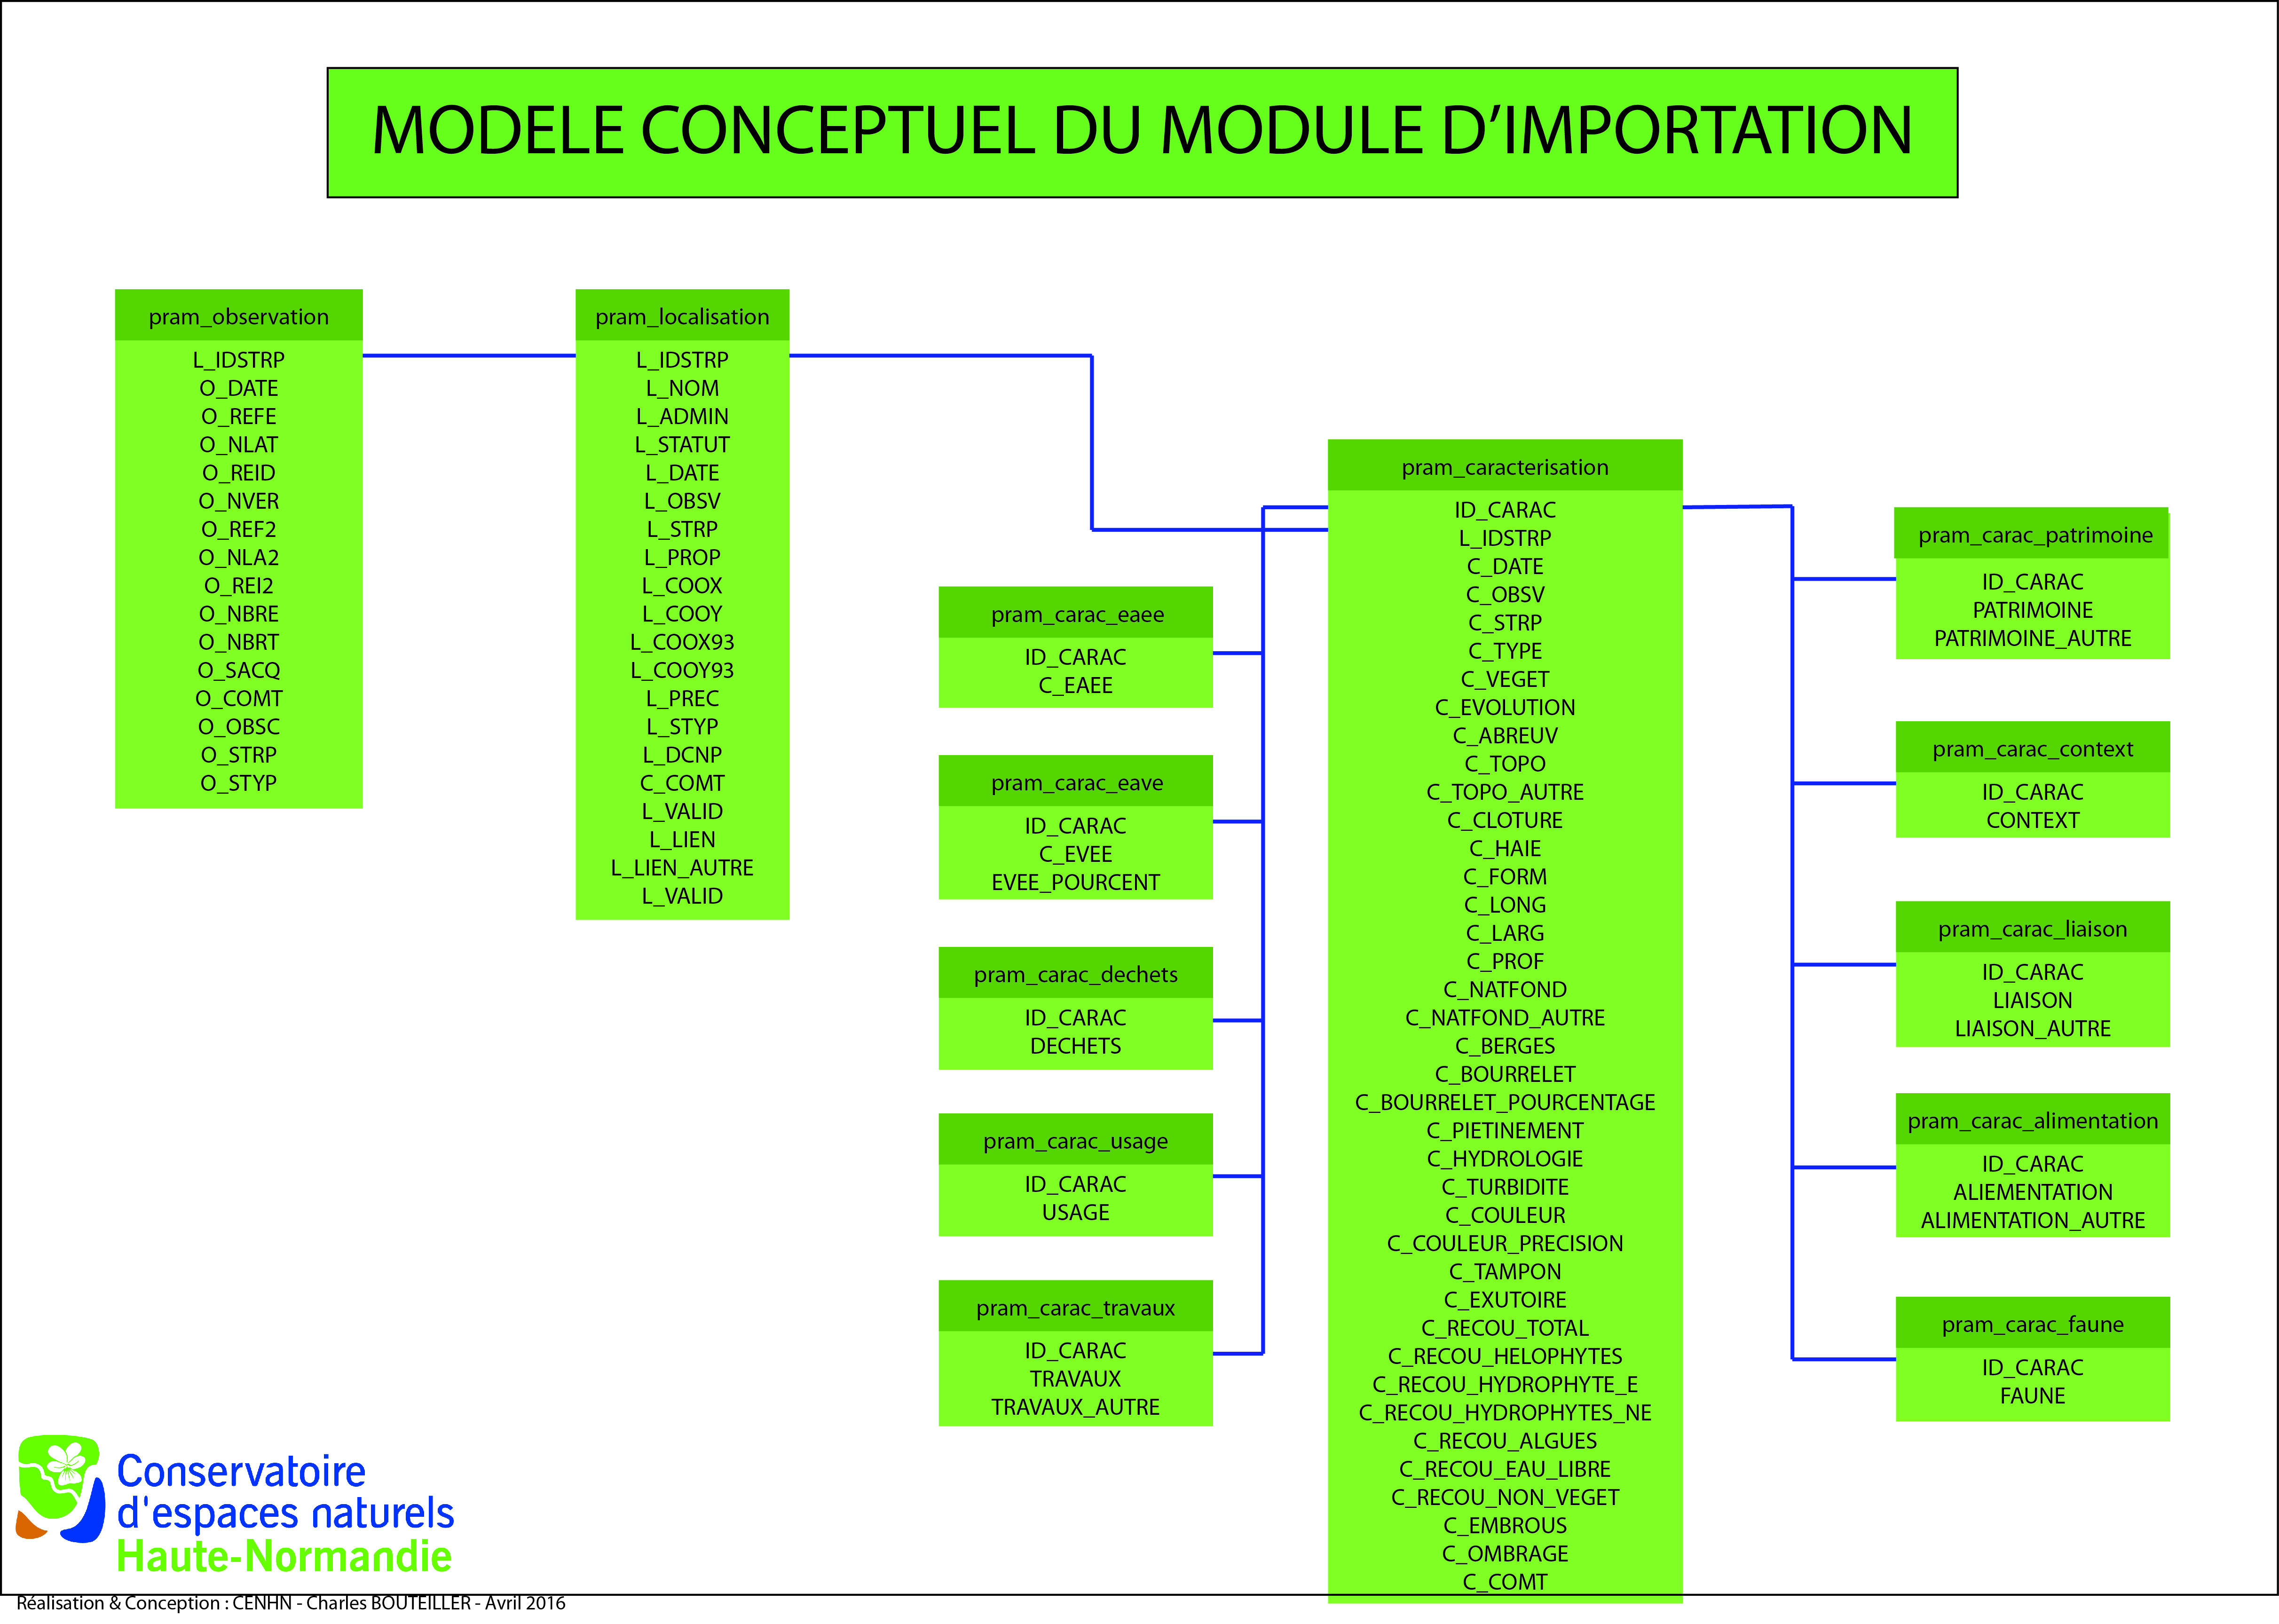 MODELE CONCEPTUEL DU MODULE D’IMPORTATION
pram_observation
L_IDSTRP
O_DATE
O_REFE
O_NLAT
O_REID
O_NVER
O_REF2
O_NLA2
O_REI2
O_NBRE
O_NBRT
O_SACQ
O_COMT
O_OBSC
O_STRP
O_STYP
pram_localisation
L_IDSTRP
L_NOM
L_ADMIN
L_STATUT
L_DATE
L_OBSV
L_STRP
L_PROP
L_COOX
L_COOY
L_COOX93
L_COOY93
L_PREC
L_STYP
L_DCNP
C_COMT
L_VALID
L_LIEN
L_LIEN_AUTRE
L_VALID
pram_carac_eaee
ID_CARAC
C_EAEE
pram_carac_eave
ID_CARAC
C_EVEE
EVEE_POURCENT
pram_carac_dechets
ID_CARAC
DECHETS
pram_carac_usage
ID_CARAC
USAGE
pram_carac_travaux
ID_CARAC
TRAVAUX
TRAVAUX_AUTRE
pram_caracterisation
ID_CARAC
L_IDSTRP
C_DATE
C_OBSV
C_STRP
C_TYPE
C_VEGET
C_EVOLUTION
C_ABREUV
C_TOPO
C_TOPO_AUTRE
C_CLOTURE
C_HAIE
C_FORM
C_LONG
C_LARG
C_PROF
C_NATFOND
C_NATFOND_AUTRE
C_BERGES
C_BOURRELET
C_BOURRELET_POURCENTAGE
C_PIETINEMENT
C_HYDROLOGIE
C_TURBIDITE
C_COULEUR
C_COULEUR_PRECISION
C_TAMPON
C_EXUTOIRE
C_RECOU_TOTAL
C_RECOU_HELOPHYTES
C_RECOU_HYDROPHYTE_E
C_RECOU_HYDROPHYTES_NE
C_RECOU_ALGUES
C_RECOU_EAU_LIBRE
C_RECOU_NON_VEGET
C_EMBROUS
C_OMBRAGE
C_COMT
pram_carac_patrimoine
ID_CARAC
PATRIMOINE
PATRIMOINE_AUTRE
pram_carac_context
ID_CARAC
CONTEXT
pram_carac_liaison
ID_CARAC
LIAISON
LIAISON_AUTRE
pram_carac_alimentation
ID_CARAC
ALIEMENTATION
ALIMENTATION_AUTRE
pram_carac_faune
ID_CARAC
FAUNE
Conservatoire
d'espaces naturels
Haute-Normandie
Réalisation & Conception : CENHN - Charles BOUTEILLER - Avril 2016